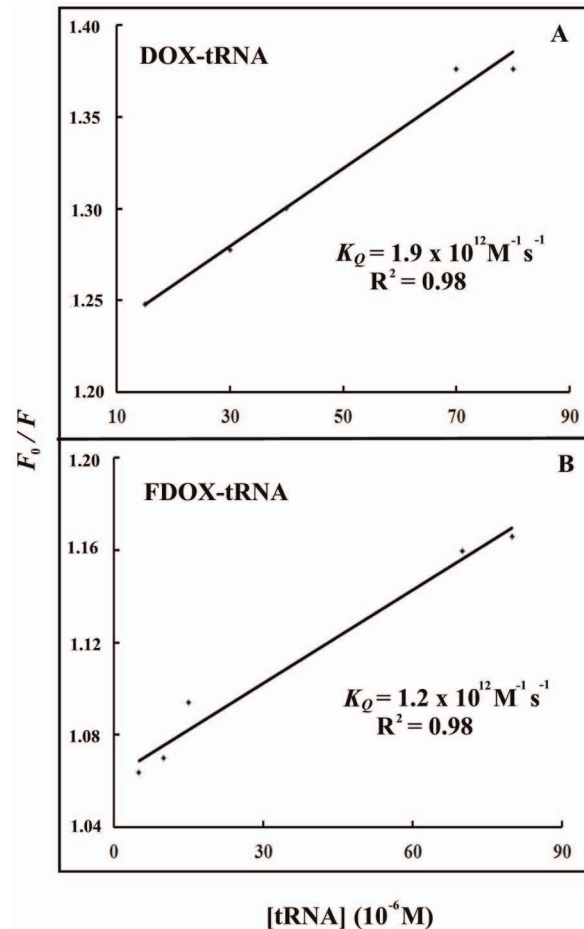 1.40
A
DOX-tRNA
1.35
1.30
K_Q = 1.9 x 10^12 M^-1 s^-1
R^2 = 0.98
1.25
1.20
10 30 50 70 90
F_0 / F
1.20
B
FDOX-tRNA
1.16
1.12
K_Q = 1.2 x 10^12 M^-1 s^-1
R^2 = 0.98
1.08
1.04
0 30 60 90
[tRNA] (10^-6 M)